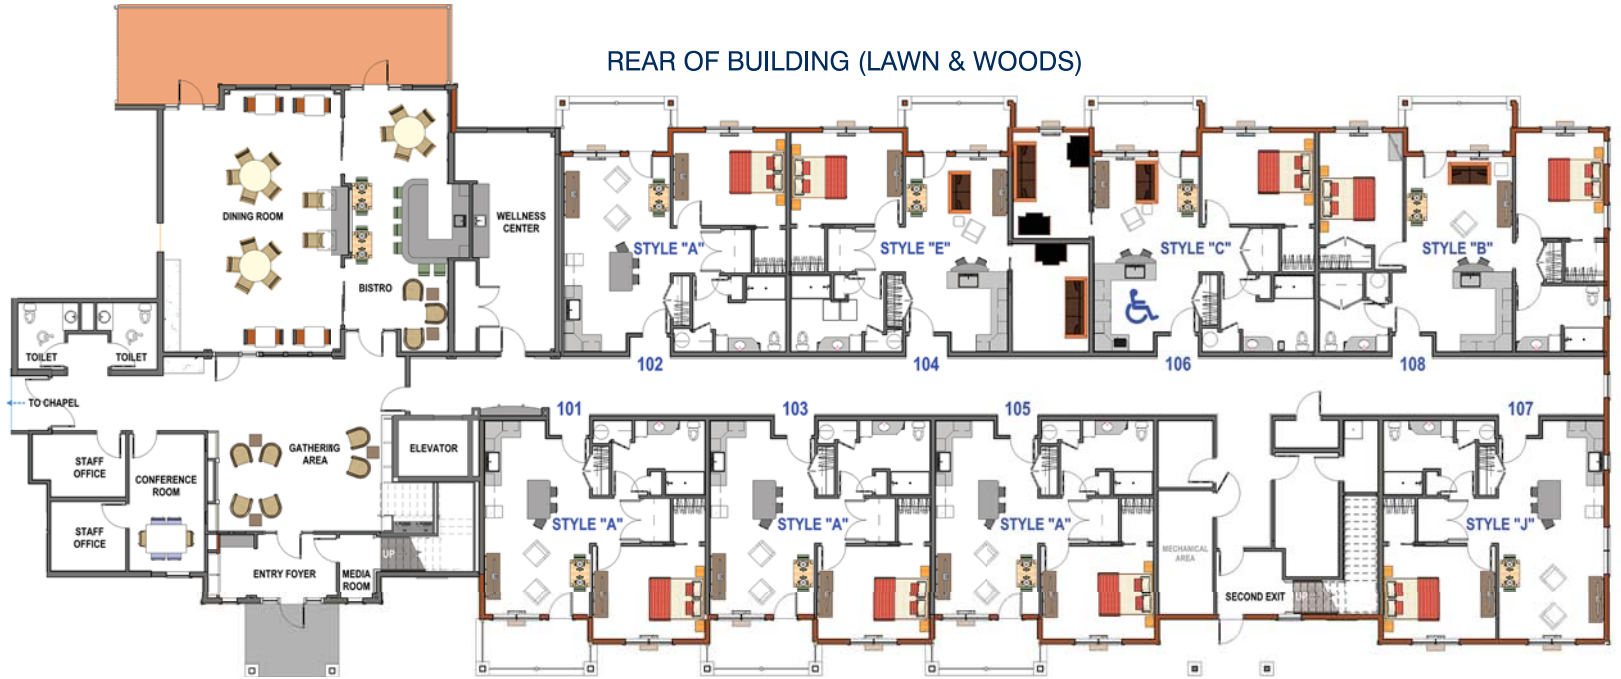 REAR OF BUILDING (LAWN & WOODS)
DINING ROOM
WELLNESS
CENTER
BISTRO
STYLE "A"
STYLE "E"
STYLE "C"
STYLE "B"
TOILET
TOILET
102
104
106
108
TO CHAPEL
101
103
105
107
GATHERING
AREA
ELEVATOR
STAFF
OFFICE
CONFERENCE
ROOM
STAFF
OFFICE
STYLE "A"
STYLE "A"
STYLE "A"
STYLE "J"
UP
MECHANICAL
AREA
ENTRY FOYER
MEDIA
ROOM
SECOND EXIT
UP